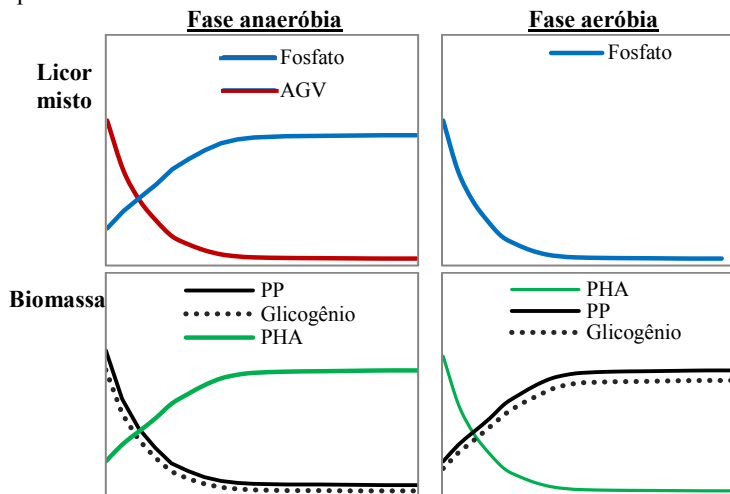 Fase anaeróbia
Fase aeróbia
Licor
misto
Fosfato
AGV
Fosfato
Biomassa
PP
Glicogênio
PHA
PHA
PP
Glicogênio